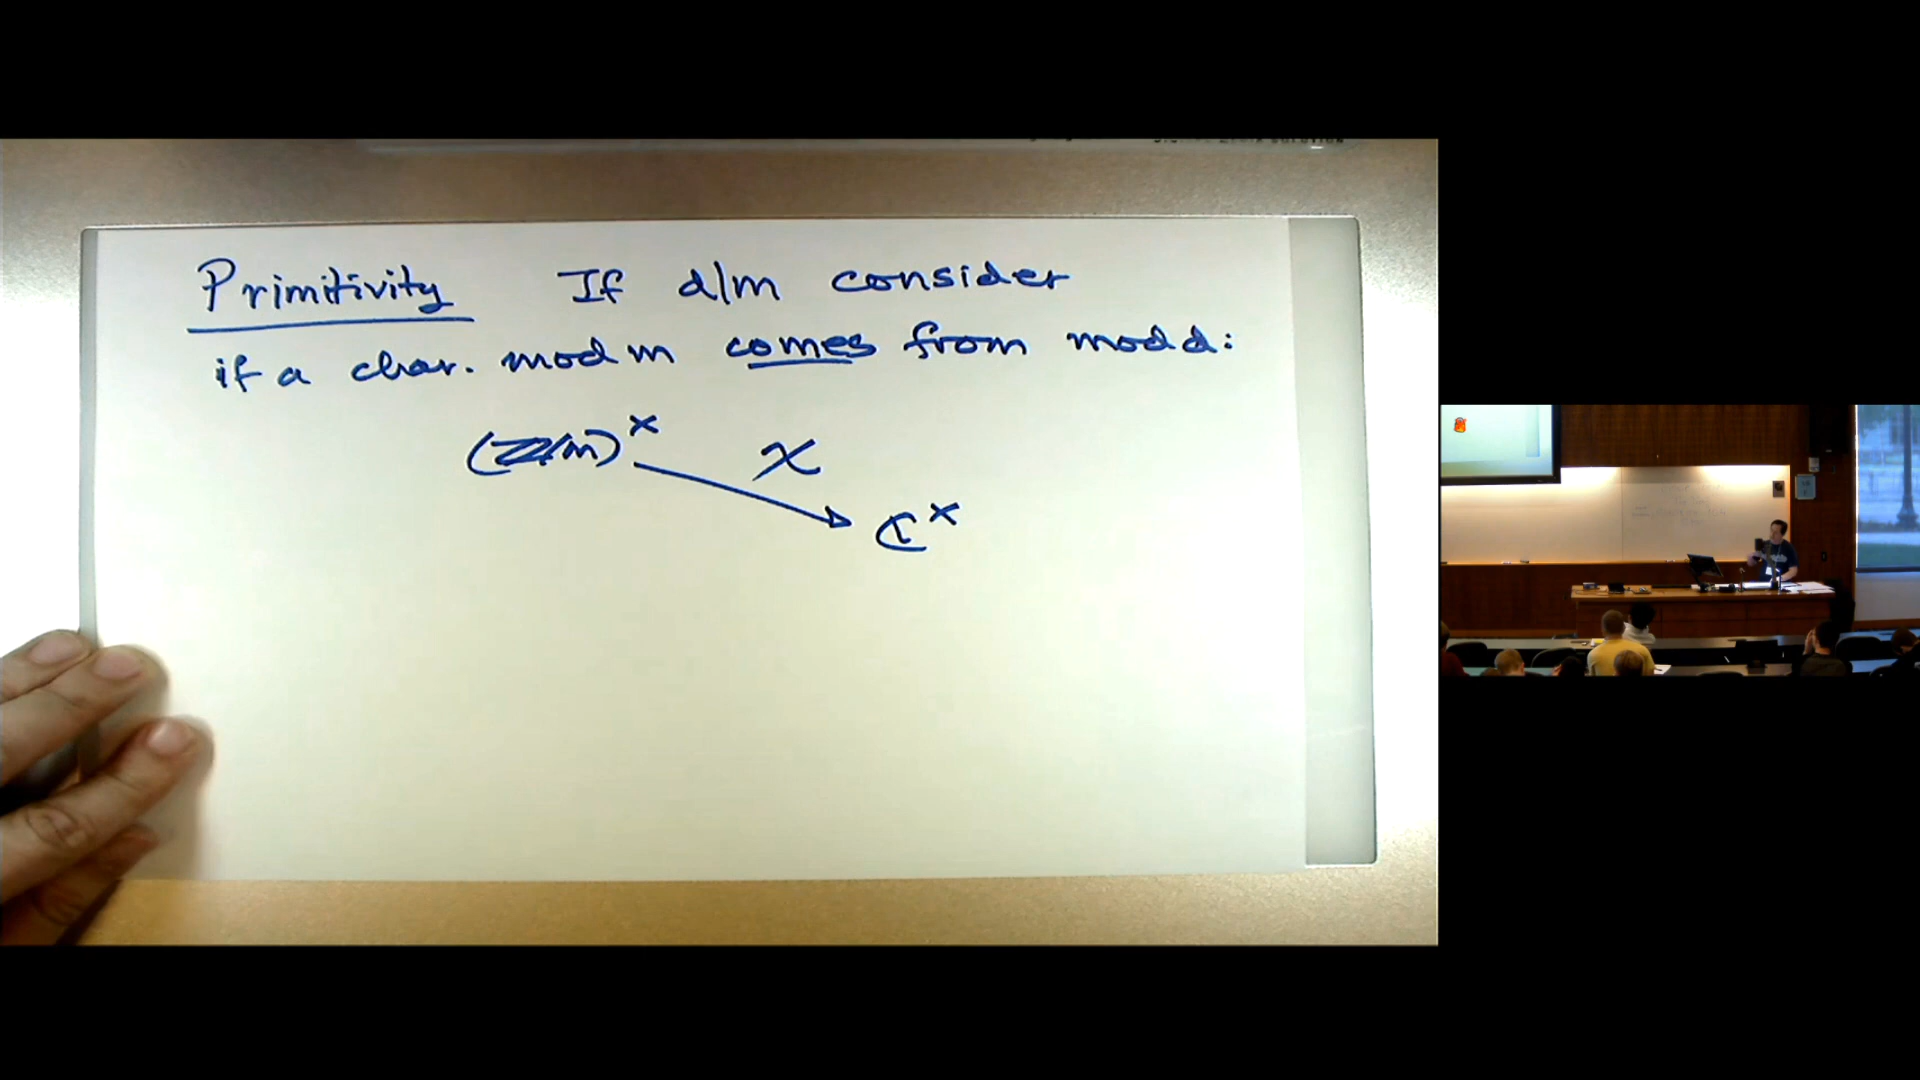 Primitivity If d|m consider
if a char. mod m comes from mod d:
(ℤ/m)^× χ
ℂ^×